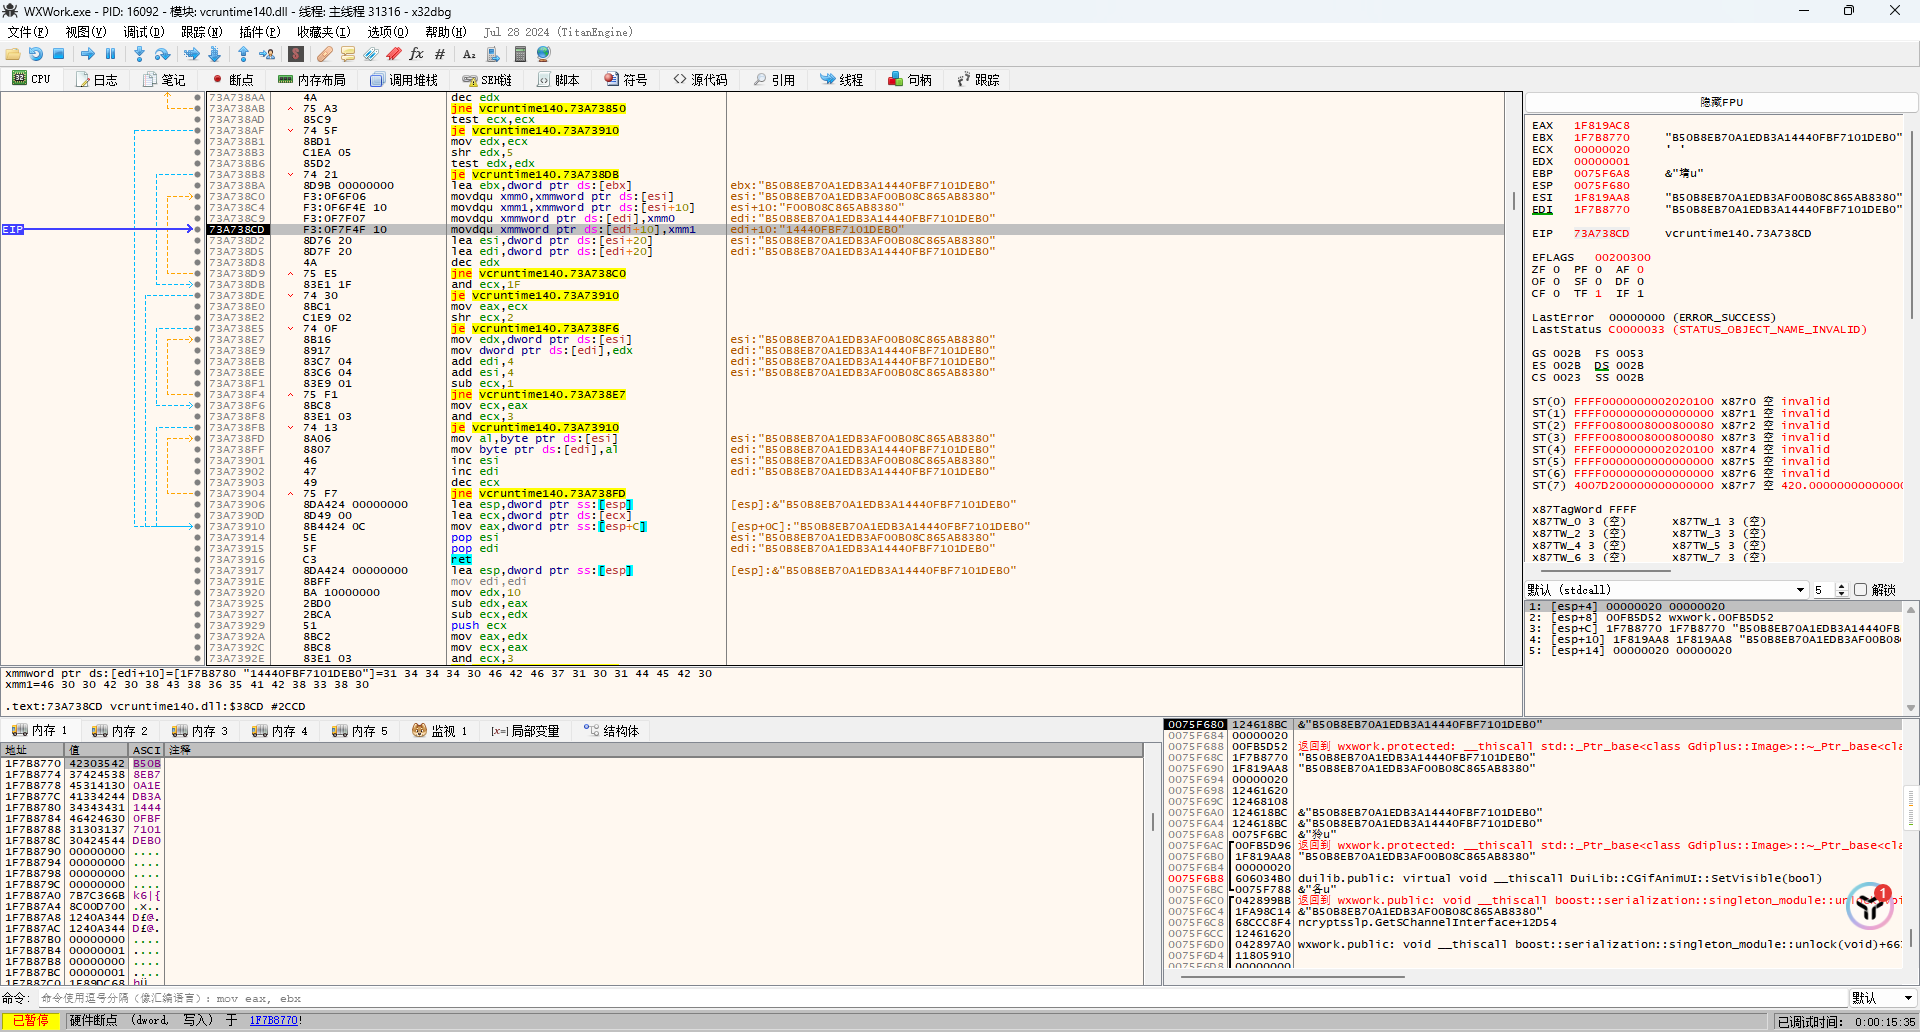 WXWork.exe - PID: 16092 - 模块: vcruntime140.dll - 线程: 主线程 31316 - x32dbg
文件(F) 视图(V) 调试(D) 跟踪(N) 插件(P) 收藏夹(I) 选项(O) 帮助(H) Jul 28 2024 (TitanEngine)
CPU 日志 笔记 断点 内存布局 调用堆栈 SEH链 脚本 符号 源代码 引用 线程 句柄 跟踪
73A738AA 4A dec edx
73A738AB 75 A3 jne vcruntime140.73A73850
73A738AD 85C9 test ecx,ecx
73A738AF 74 5F je vcruntime140.73A73910
73A738B1 8BD1 mov edx,ecx
73A738B3 C1EA 05 shr edx,5
73A738B6 85D2 test edx,edx
73A738B8 74 21 je vcruntime140.73A738DB
73A738BA 8D9B 00000000 lea ebx,dword ptr ds:[ebx] ebx:"B50B8EB70A1EDB3A14440FBF7101DEB0"
73A738C0 F3:0F6F06 movdqu xmm0,xmmword ptr ds:[esi] esi:"B50B8EB70A1EDB3AF00B08C865AB8380"
73A738C4 F3:0F6F4E 10 movdqu xmm1,xmmword ptr ds:[esi+10] esi+10:"F00B08C865AB8380"
73A738C9 F3:0F7F07 movdqu xmmword ptr ds:[edi],xmm0 edi:"B50B8EB70A1EDB3A14440FBF7101DEB0"
EIP 73A738CD F3:0F7F4F 10 movdqu xmmword ptr ds:[edi+10],xmm1 edi+10:"14440FBF7101DEB0"
73A738D2 8D76 20 lea esi,dword ptr ds:[esi+20] esi:"B50B8EB70A1EDB3AF00B08C865AB8380"
73A738D5 8D7F 20 lea edi,dword ptr ds:[edi+20] edi:"B50B8EB70A1EDB3A14440FBF7101DEB0"
73A738D8 4A dec edx
73A738D9 75 E5 jne vcruntime140.73A738C0
73A738DB 83E1 1F and ecx,1F
73A738DE 74 30 je vcruntime140.73A73910
73A738E0 8BC1 mov eax,ecx
73A738E2 C1E9 02 shr ecx,2
73A738E5 74 0F je vcruntime140.73A738F6
73A738E7 8B16 mov edx,dword ptr ds:[esi] esi:"B50B8EB70A1EDB3AF00B08C865AB8380"
73A738E9 8917 mov dword ptr ds:[edi],edx edi:"B50B8EB70A1EDB3A14440FBF7101DEB0"
73A738EB 83C7 04 add edi,4 edi:"B50B8EB70A1EDB3A14440FBF7101DEB0"
73A738EE 83C6 04 add esi,4 esi:"B50B8EB70A1EDB3AF00B08C865AB8380"
73A738F1 83E9 01 sub ecx,1
73A738F4 75 F1 jne vcruntime140.73A738E7
73A738F6 8BC8 mov ecx,eax
73A738F8 83E1 03 and ecx,3
73A738FB 74 13 je vcruntime140.73A73910
73A738FD 8A06 mov al,byte ptr ds:[esi] esi:"B50B8EB70A1EDB3AF00B08C865AB8380"
73A738FF 8807 mov byte ptr ds:[edi],al edi:"B50B8EB70A1EDB3A14440FBF7101DEB0"
73A73901 46 inc esi esi:"B50B8EB70A1EDB3AF00B08C865AB8380"
73A73902 47 inc edi edi:"B50B8EB70A1EDB3A14440FBF7101DEB0"
73A73903 49 dec ecx
73A73904 75 F7 jne vcruntime140.73A738FD
73A73906 8DA424 00000000 lea esp,dword ptr ss:[esp] [esp]:&"B50B8EB70A1EDB3A14440FBF7101DEB0"
73A7390D 8D49 00 lea ecx,dword ptr ds:[ecx]
73A73910 8B4424 0C mov eax,dword ptr ss:[esp+C] [esp+0C]:"B50B8EB70A1EDB3A14440FBF7101DEB0"
73A73914 5E pop esi esi:"B50B8EB70A1EDB3AF00B08C865AB8380"
73A73915 5F pop edi edi:"B50B8EB70A1EDB3A14440FBF7101DEB0"
73A73916 C3 ret
73A73917 8DA424 00000000 lea esp,dword ptr ss:[esp] [esp]:&"B50B8EB70A1EDB3A14440FBF7101DEB0"
73A7391E 8BFF mov edi,edi
73A73920 BA 10000000 mov edx,10
73A73925 2BD0 sub edx,eax
73A73927 2BCA sub ecx,edx
73A73929 51 push ecx
73A7392A 8BC2 mov eax,edx
73A7392C 8BC8 mov ecx,eax
73A7392E 83E1 03 and ecx,3
xmmword ptr ds:[edi+10]=[1F7B8780 "14440FBF7101DEB0"]=31 34 34 34 30 46 42 46 37 31 30 31 44 45 42 30
xmm1=46 30 30 42 30 38 43 38 36 35 41 42 38 33 38 30
.text:73A738CD vcruntime140.dll:$38CD #2CCD
隐藏FPU
EAX 1F819AC8
EBX 1F7B8770 "B50B8EB70A1EDB3A14440FBF7101DEB0"
ECX 00000020 ' '
EDX 00000001
EBP 0075F6A8
ESP 0075F680
ESI 1F819AA8 "B50B8EB70A1EDB3AF00B08C865AB8380"
EDI 1F7B8770 "B50B8EB70A1EDB3A14440FBF7101DEB0"
EIP 73A738CD vcruntime140.73A738CD
EFLAGS 00200300
ZF 0 PF 0 AF 0
OF 0 SF 0 DF 0
CF 0 TF 1 IF 1
LastError 00000000 (ERROR_SUCCESS)
LastStatus C0000033 (STATUS_OBJECT_NAME_INVALID)
GS 002B FS 0053
ES 002B DS 002B
CS 0023 SS 002B
ST(0) FFFF0000000002020100 x87r0 空 invalid
ST(1) FFFF0000000000000000 x87r1 空 invalid
ST(2) FFFF0080008000800080 x87r2 空 invalid
ST(3) FFFF0080008000800080 x87r3 空 invalid
ST(4) FFFF0000000002020100 x87r4 空 invalid
ST(5) FFFF0000000000000000 x87r5 空 invalid
ST(6) FFFF0000000000000000 x87r6 空 invalid
ST(7) 4007D200000000000000 x87r7 空 420.0000000000000
x87TagWord FFFF
x87TW_0 3 (空) x87TW_1 3 (空)
x87TW_2 3 (空) x87TW_3 3 (空)
x87TW_4 3 (空) x87TW_5 3 (空)
x87TW_6 3 (空) x87TW_7 3 (空)
默认 (stdcall) 5 解锁
1: [esp+4] 00000020 00000020
2: [esp+8] 00FB5D52 wxwork.00FB5D52
3: [esp+C] 1F7B8770 1F7B8770 "B50B8EB70A1EDB3A14440FB
4: [esp+10] 1F819AA8 1F819AA8 "B50B8EB70A1EDB3AF00B08
5: [esp+14] 00000020 00000020
内存 1 内存 2 内存 3 内存 4 内存 5 监视 1 [x=] 局部变量 结构体
地址 值 ASCI 注释
1F7B8770 42303542 B50B
1F7B8774 37424538 8EB7
1F7B8778 45314130 0A1E
1F7B877C 41334244 DB3A
1F7B8780 34343431 1444
1F7B8784 46424630 0FBF
1F7B8788 31303137 7101
1F7B878C 30424544 DEB0
1F7B8790 00000000 ....
1F7B8794 00000000 ....
1F7B8798 00000000 ....
1F7B879C 00000000 ....
1F7B87A0 7B7C366B k6|{
1F7B87A4 8C00D700 .x..
1F7B87A8 1240A344 D£@.
1F7B87AC 1240A344 D£@.
1F7B87B0 00000000 ....
1F7B87B4 00000001 ....
1F7B87B8 00000000 ....
1F7B87BC 00000001 ....
1F7B87C0 1F89DC68 hÜ..
0075F680 124618BC &"B50B8EB70A1EDB3A14440FBF7101DEB0"
0075F684 00000020
0075F688 00FB5D52 返回到 wxwork.protected: __thiscall std::_Ptr_base<class Gdiplus::Image>::~_Ptr_base<cla
0075F68C 1F7B8770 "B50B8EB70A1EDB3A14440FBF7101DEB0"
0075F690 1F819AA8 "B50B8EB70A1EDB3AF00B08C865AB8380"
0075F694 00000020
0075F698 12461620
0075F69C 12468108
0075F6A0 124618BC &"B50B8EB70A1EDB3A14440FBF7101DEB0"
0075F6A4 124618BC &"B50B8EB70A1EDB3A14440FBF7101DEB0"
0075F6A8 0075F6BC
0075F6AC 00FB5D96 返回到 wxwork.protected: __thiscall std::_Ptr_base<class Gdiplus::Image>::~_Ptr_base<cla
0075F6B0 1F819AA8 "B50B8EB70A1EDB3AF00B08C865AB8380"
0075F6B4 00000020
0075F6B8 606034B0 duilib.public: virtual void __thiscall DuiLib::CGifAnimUI::SetVisible(bool)
0075F6BC 0075F788 &"各u"
0075F6C0 042899BB 返回到 wxwork.public: void __thiscall boost::serialization::singleton_module::unlock(void
0075F6C4 1FA98C14 &"B50B8EB70A1EDB3AF00B08C865AB8380"
0075F6C8 68CCC8F4 ncryptsslp.GetSChannelInterface+12D54
0075F6CC 12461620
0075F6D0 042897A0 wxwork.public: void __thiscall boost::serialization::singleton_module::unlock(void)+66
0075F6D4 11805910
0075F6D8 00000000
1
命令: 命令使用逗号分隔（像汇编语言）: mov eax, ebx 默认
已暂停 硬件断点 (dword, 写入) 于 1F7B8770! 已调试时间: 0:00:15:35